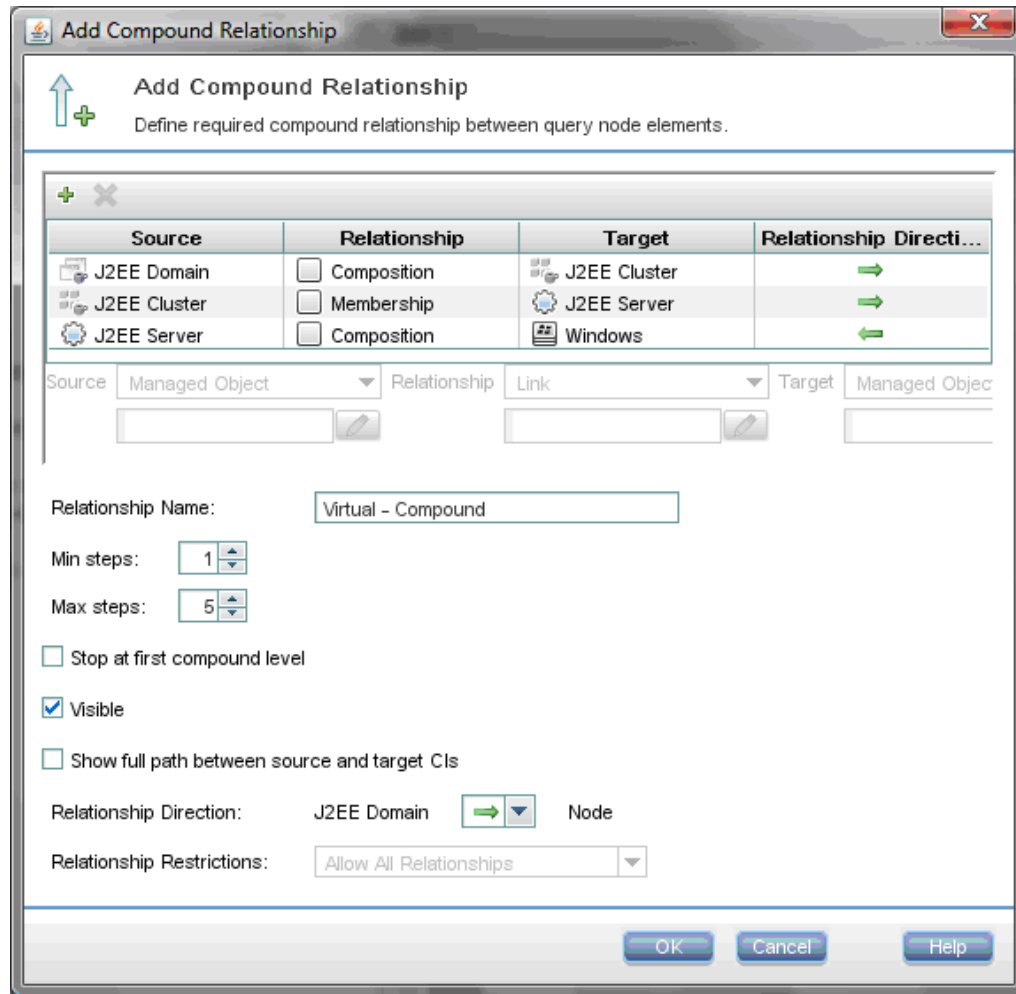 Add Compound Relationship
Add Compound Relationship
Define required compound relationship between query node elements.
Source Relationship Target Relationship Directi...
J2EE Domain Composition J2EE Cluster
J2EE Cluster Membership J2EE Server
J2EE Server Composition Windows
Source Managed Object Relationship Link Target Managed Objec
Relationship Name: Virtual - Compound
Min steps: 1
Max steps: 5
Stop at first compound level
Visible
Show full path between source and target CIs
Relationship Direction: J2EE Domain Node
Relationship Restrictions: Allow All Relationships
OK Cancel Help